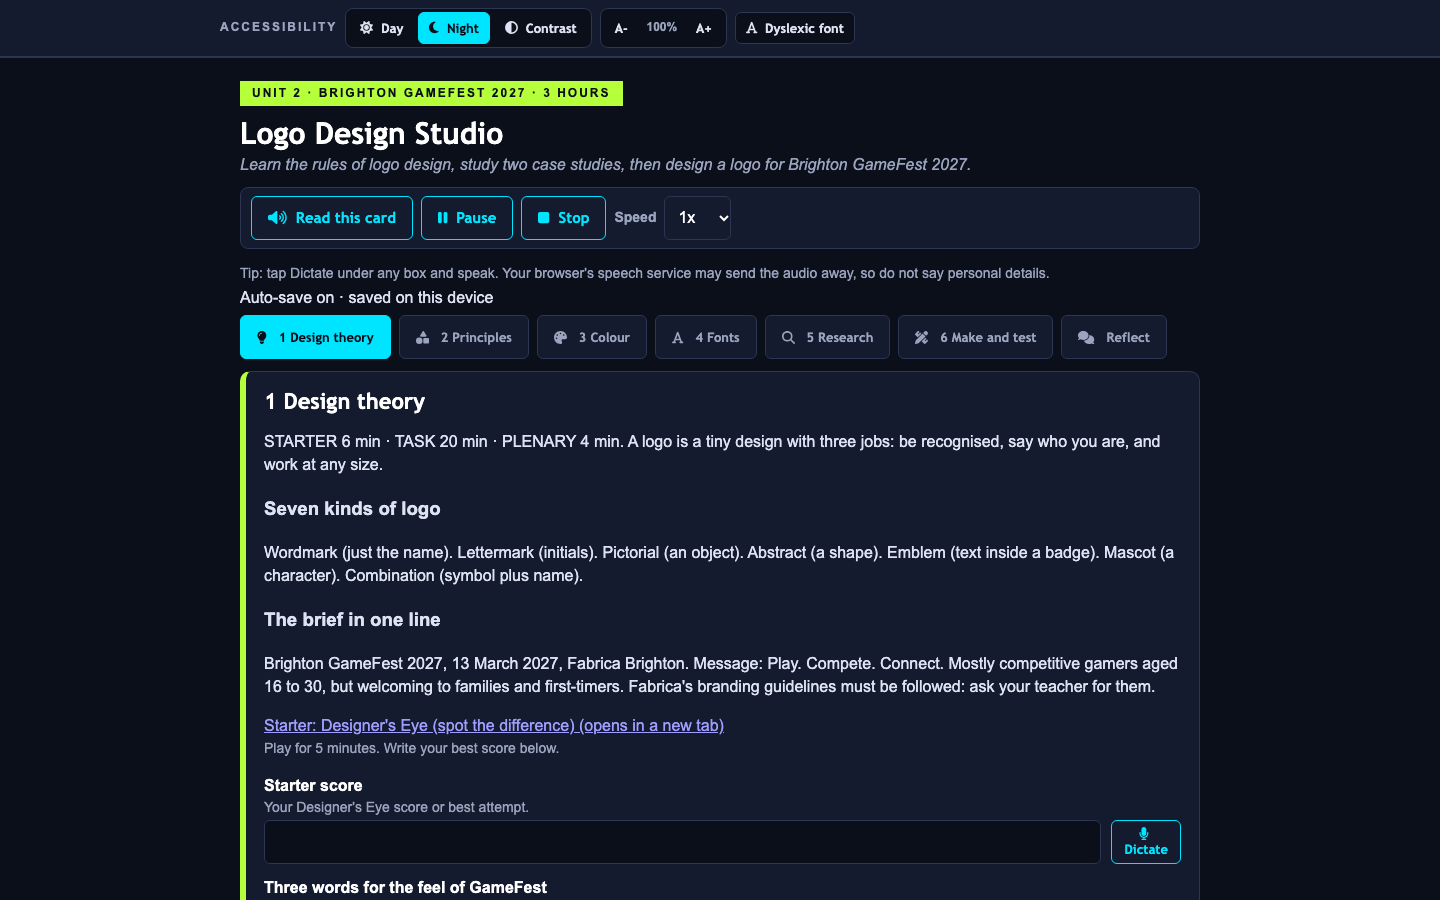 ACCESSIBILITY Day Night Contrast A- 100% A+ Dyslexic font
UNIT 2 · BRIGHTON GAMEFEST 2027 · 3 HOURS
Logo Design Studio
Learn the rules of logo design, study two case studies, then design a logo for Brighton GameFest 2027.
Read this card Pause Stop Speed 1x
Tip: tap Dictate under any box and speak. Your browser's speech service may send the audio away, so do not say personal details.
Auto-save on · saved on this device
1 Design theory 2 Principles 3 Colour 4 Fonts 5 Research 6 Make and test Reflect
1 Design theory
STARTER 6 min · TASK 20 min · PLENARY 4 min. A logo is a tiny design with three jobs: be recognised, say who you are, and
work at any size.
Seven kinds of logo
Wordmark (just the name). Lettermark (initials). Pictorial (an object). Abstract (a shape). Emblem (text inside a badge). Mascot (a
character). Combination (symbol plus name).
The brief in one line
Brighton GameFest 2027, 13 March 2027, Fabrica Brighton. Message: Play. Compete. Connect. Mostly competitive gamers aged
16 to 30, but welcoming to families and first-timers. Fabrica's branding guidelines must be followed: ask your teacher for them.
Starter: Designer's Eye (spot the difference) (opens in a new tab)
Play for 5 minutes. Write your best score below.
Starter score
Your Designer's Eye score or best attempt.
Dictate
Three words for the feel of GameFest